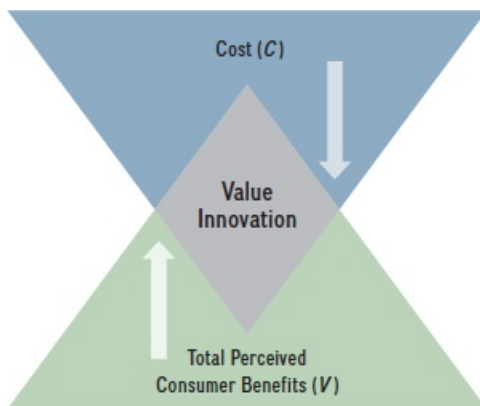 Cost (C)
Value
Innovation
Total Perceived
Consumer Benefits (V)